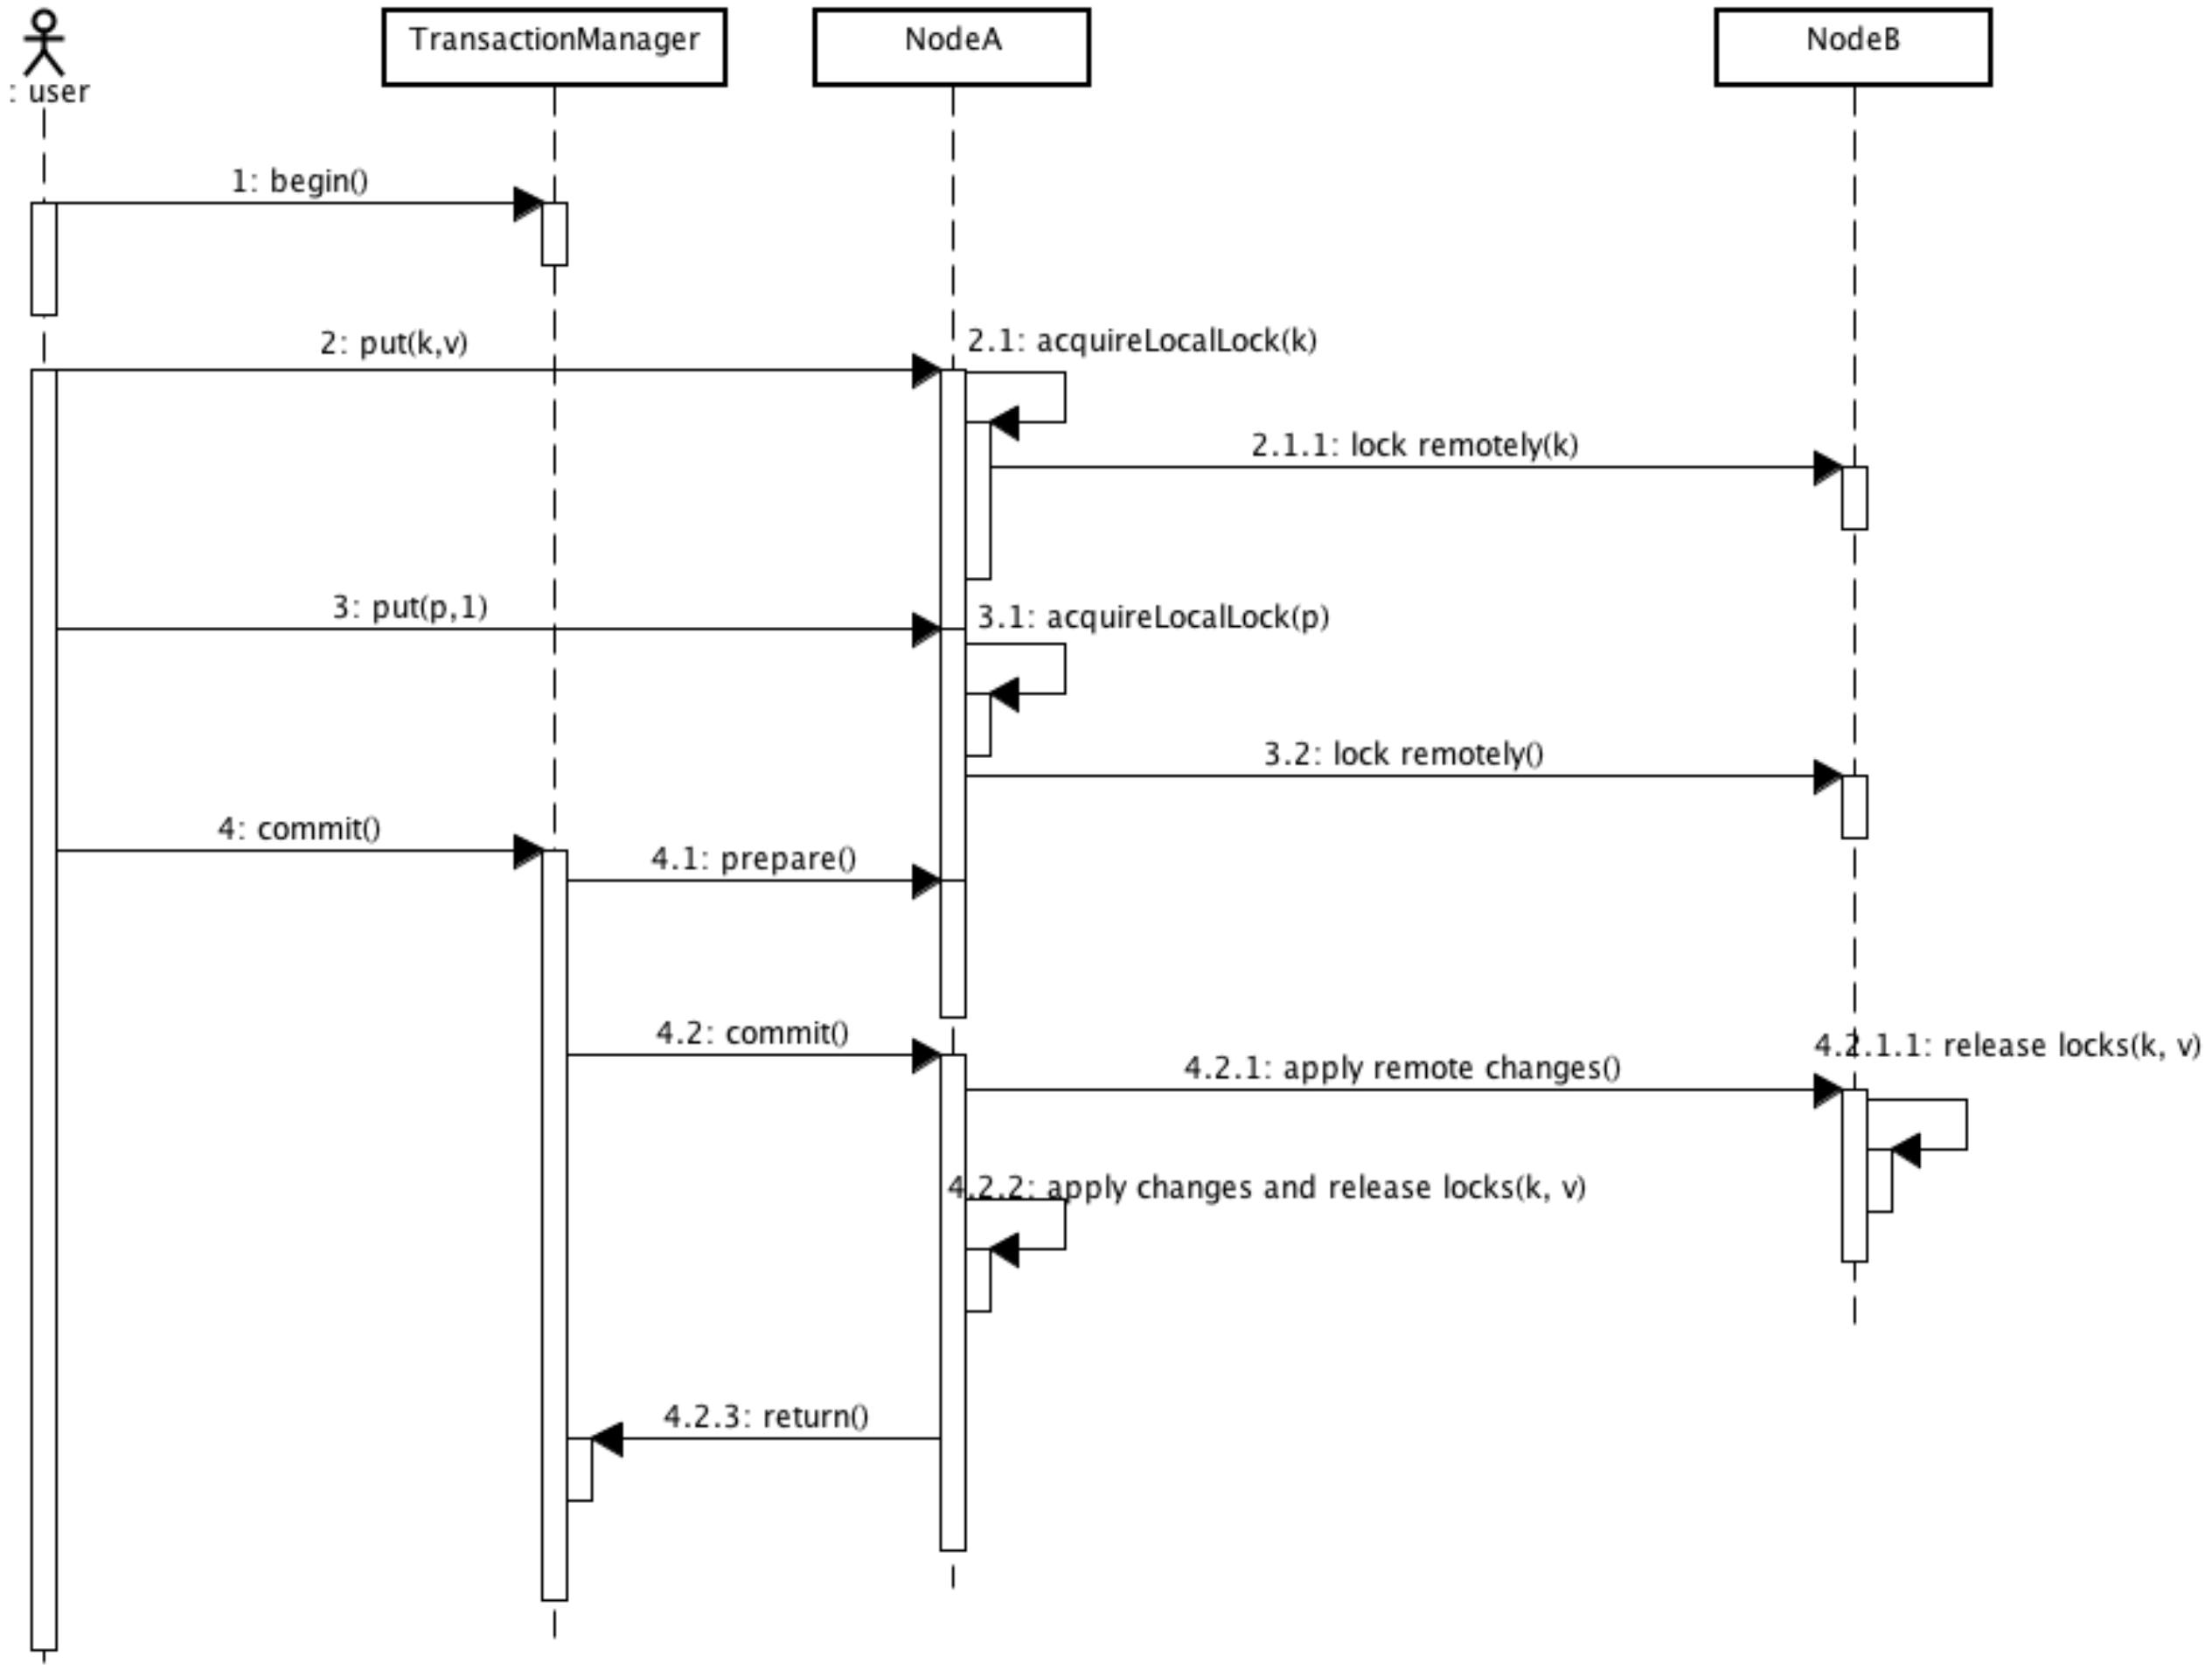 : user
TransactionManager
NodeA
NodeB
1: begin()
2: put(k,v)
2.1: acquireLocalLock(k)
2.1.1: lock remotely(k)
3: put(p,1)
3.1: acquireLocalLock(p)
3.2: lock remotely()
4: commit()
4.1: prepare()
4.2: commit()
4.2.1: apply remote changes()
4.2.1.1: release locks(k, v)
4.2.2: apply changes and release locks(k, v)
4.2.3: return()